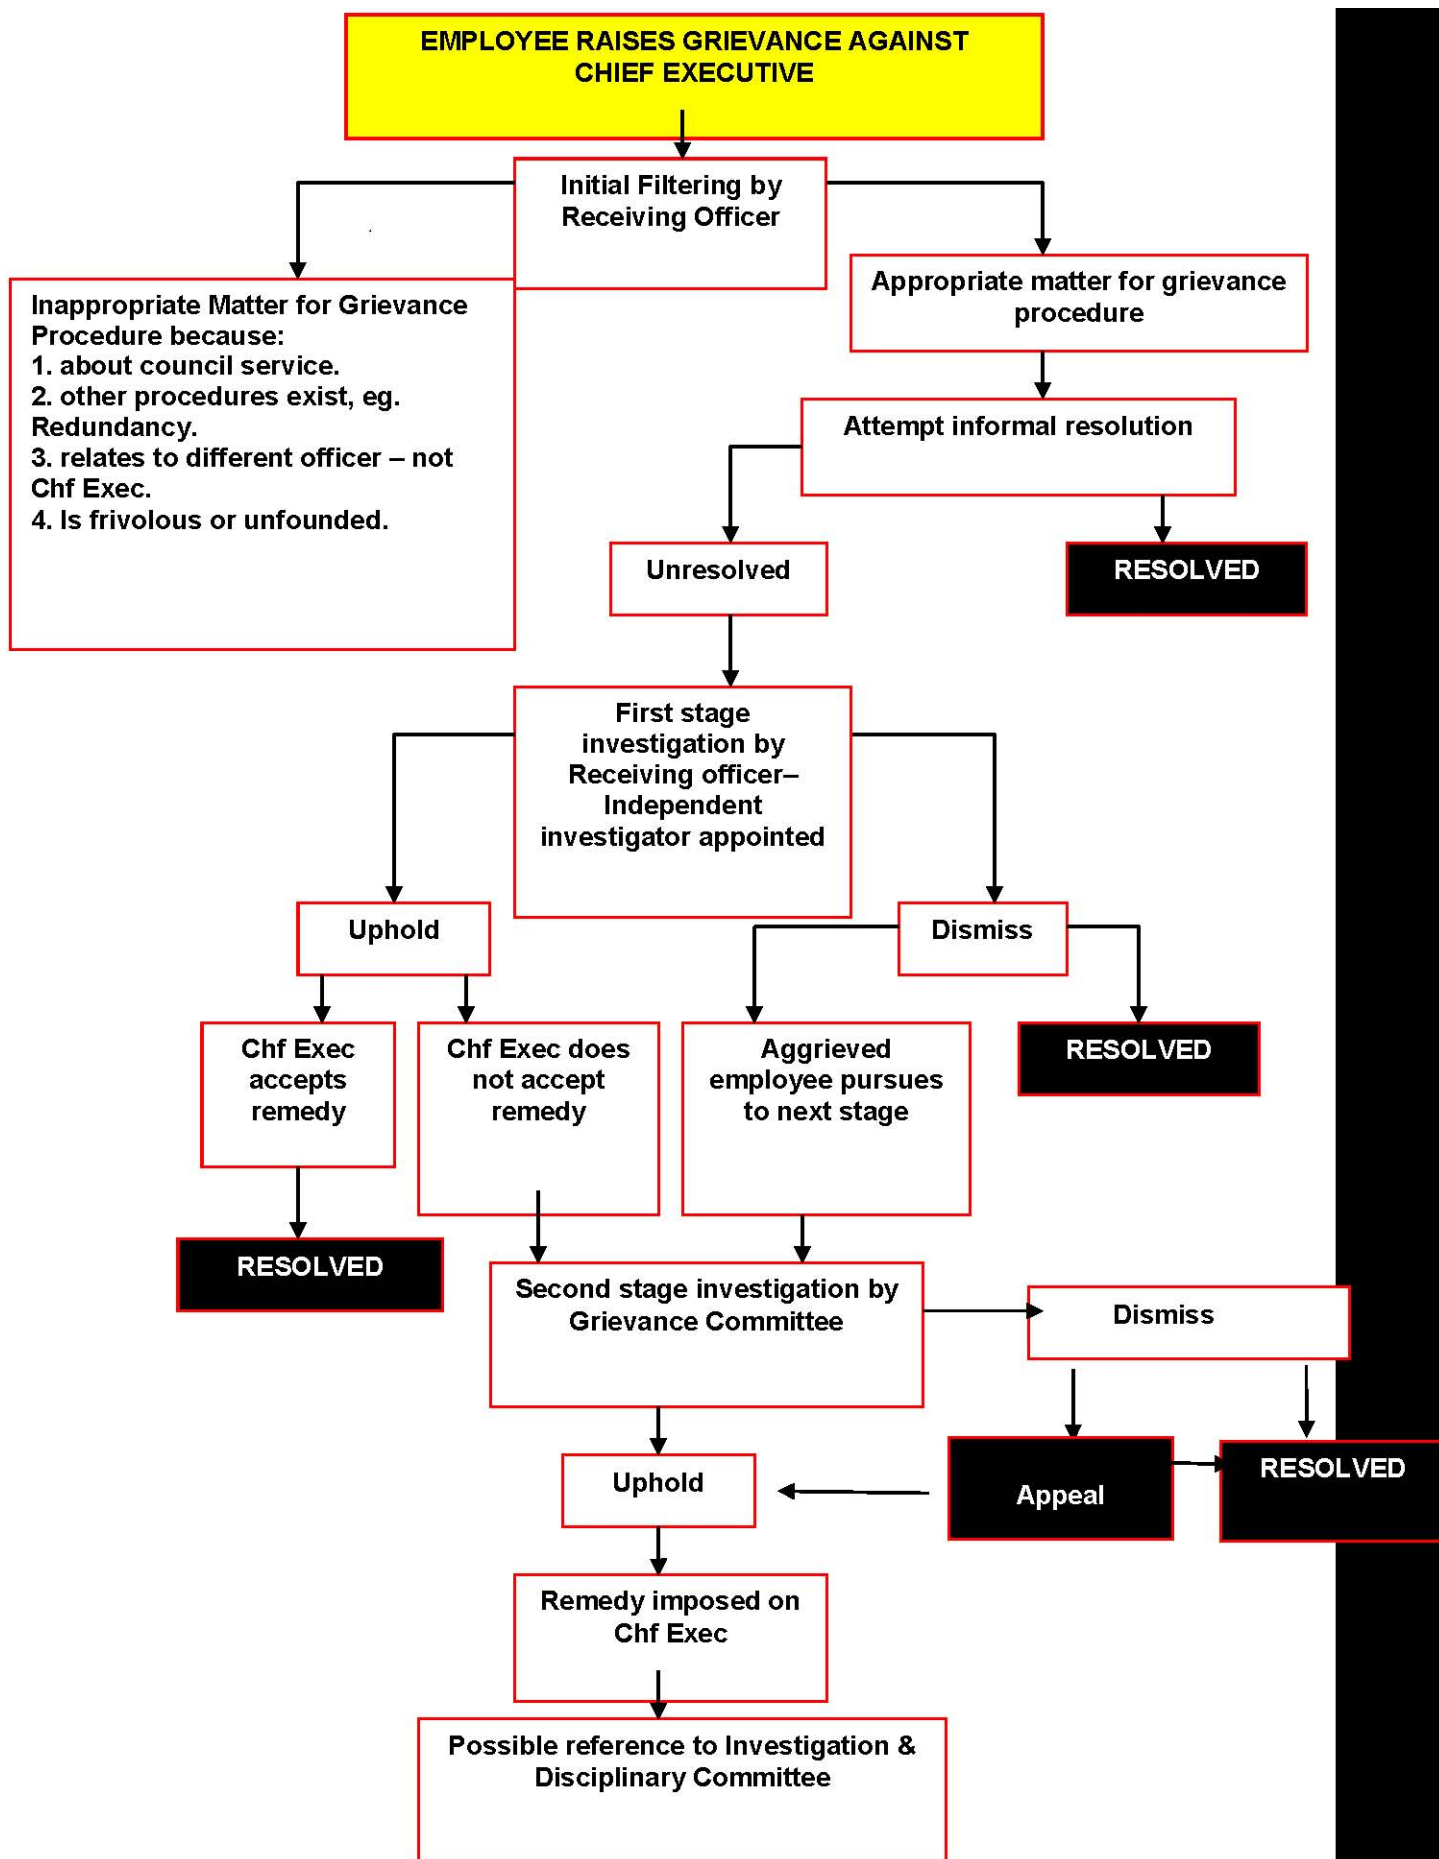 EMPLOYEE RAISES GRIEVANCE AGAINST
CHIEF EXECUTIVE
Initial Filtering by
Receiving Officer
Inappropriate Matter for Grievance
Procedure because:
1. about council service.
2. other procedures exist, eg.
Redundancy.
3. relates to different officer – not
Chf Exec.
4. Is frivolous or unfounded.
Appropriate matter for grievance
procedure
Attempt informal resolution
Unresolved
RESOLVED
First stage
investigation by
Receiving officer–
Independent
investigator appointed
Uphold
Dismiss
Chf Exec
accepts
remedy
Chf Exec does
not accept
remedy
Aggrieved
employee pursues
to next stage
RESOLVED
RESOLVED
Second stage investigation by
Grievance Committee
Dismiss
Uphold
Appeal
RESOLVED
Remedy imposed on
Chf Exec
Possible reference to Investigation &
Disciplinary Committee